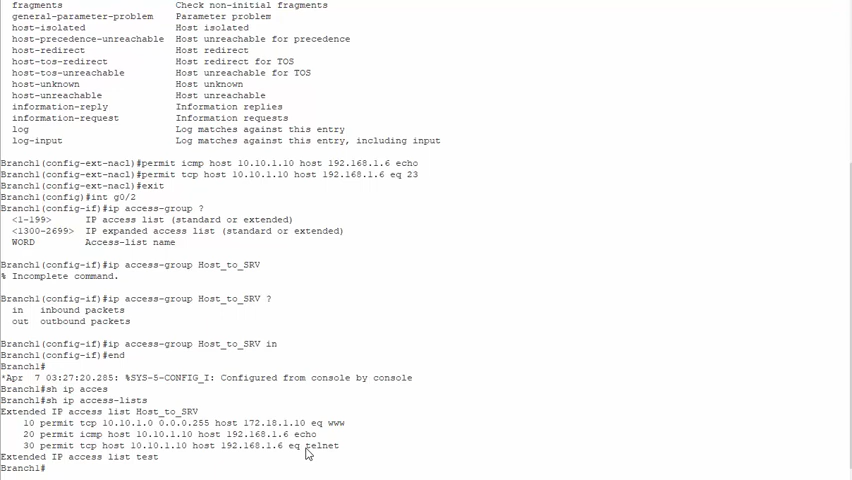 fragments Check non-initial fragments
general-parameter-problem Parameter problem
host-isolated Host isolated
host-precedence-unreachable Host unreachable for precedence
host-redirect Host redirect
host-tos-redirect Host redirect for TOS
host-tos-unreachable Host unreachable for TOS
host-unknown Host unknown
host-unreachable Host unreachable
information-reply Information replies
information-request Information requests
log Log matches against this entry
log-input Log matches against this entry, including input
Branch1(config-ext-nacl)#permit icmp host 10.10.1.10 host 192.168.1.6 echo
Branch1(config-ext-nacl)#permit tcp host 10.10.1.10 host 192.168.1.6 eq 23
Branch1(config-ext-nacl)#exit
Branch1(config)#int g0/2
Branch1(config-if)#ip access-group ?
<1-199> IP access list (standard or extended)
<1300-2699> IP expanded access list (standard or extended)
WORD Access-list name
Branch1(config-if)#ip access-group Host_to_SRV
% Incomplete command.
Branch1(config-if)#ip access-group Host_to_SRV ?
in inbound packets
out outbound packets
Branch1(config-if)#ip access-group Host_to_SRV in
Branch1(config-if)#end
Branch1#
*Apr 7 03:27:20.285: %SYS-5-CONFIG_I: Configured from console by console
Branch1#sh ip acces
Branch1#sh ip access-lists
Extended IP access list Host_to_SRV
10 permit tcp 10.10.1.0 0.0.0.255 host 172.18.1.10 eq www
20 permit icmp host 10.10.1.10 host 192.168.1.6 echo
30 permit tcp host 10.10.1.10 host 192.168.1.6 eq telnet
Extended IP access list test
Branch1#